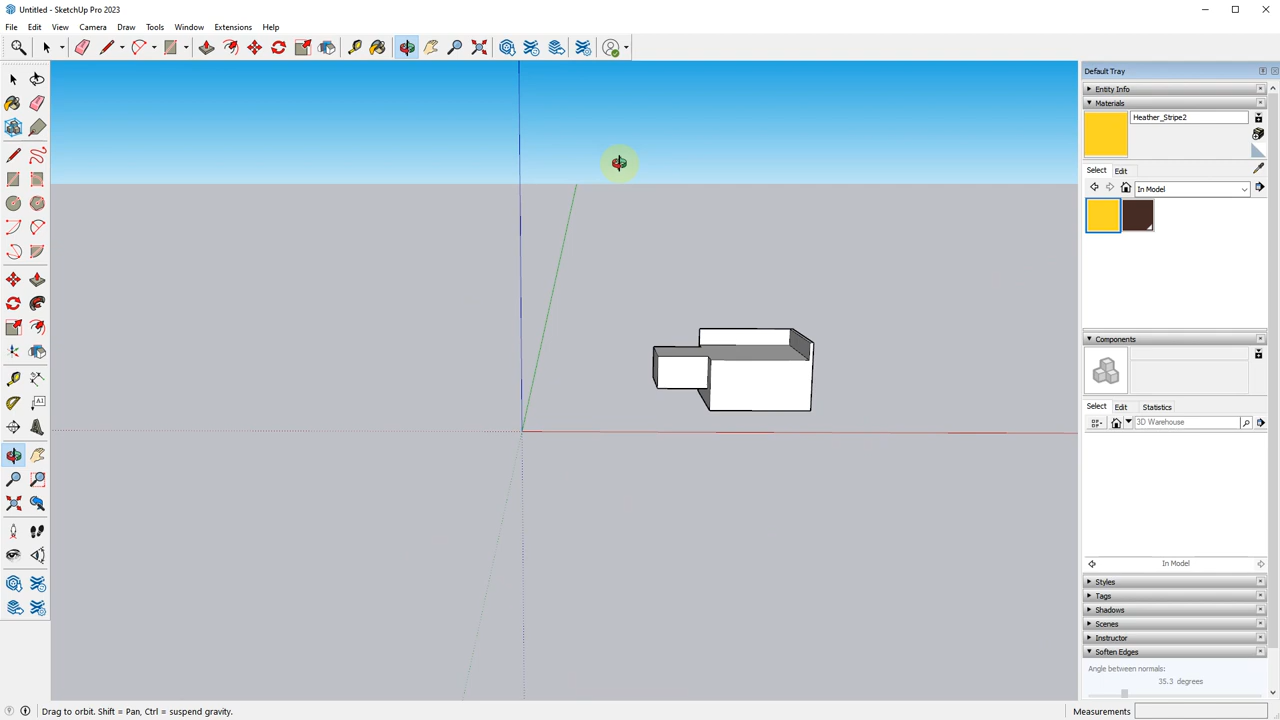 Untitled - SketchUp Pro 2023
File Edit View Camera Draw Tools Window Extensions Help
Default Tray
Entity Info
Materials
Heather_Stripe2
Select Edit
In Model
Components
Select Edit Statistics
3D Warehouse
In Model
Styles
Tags
Shadows
Scenes
Instructor
Soften Edges
Angle between normals:
35.3 degrees
Drag to orbit. Shift = Pan, Ctrl = suspend gravity.
Measurements